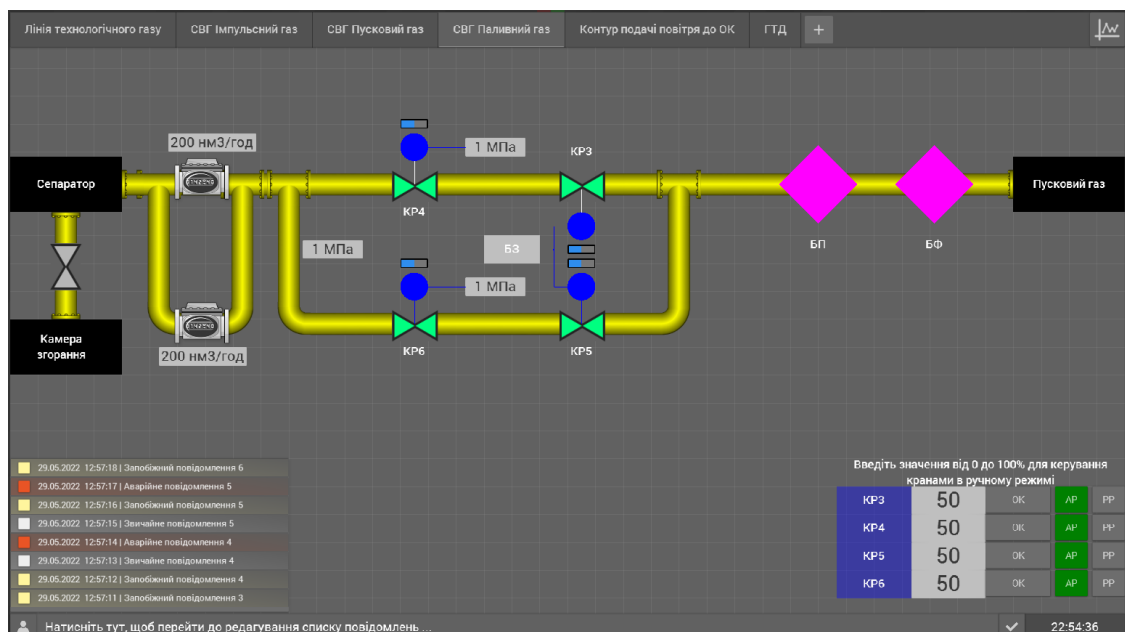 Лінія технологічного газу
СВГ Імпульсний газ
СВГ Пусковий газ
СВГ Паливний газ
Контур подачі повітря до ОК
ГТД
+
200 нм3/год
1 МПа
КР3
Сепаратор
Пусковий газ
КР4
1 МПа
БЗ
БП
БФ
1 МПа
Камера
згорання
200 нм3/год
КР6
КР5
29.05.2022 12:57:18 | Запобіжний повідомлення 6
29.05.2022 12:57:17 | Аварійне повідомлення 5
29.05.2022 12:57:16 | Запобіжний повідомлення 5
29.05.2022 12:57:15 | Звичайне повідомлення 5
29.05.2022 12:57:14 | Аварійне повідомлення 4
29.05.2022 12:57:13 | Звичайне повідомлення 4
29.05.2022 12:57:12 | Запобіжний повідомлення 4
29.05.2022 12:57:11 | Запобіжний повідомлення 3
Введіть значення від 0 до 100% для керування
кранами в ручному режимі
КР3 50 ОК АР РР
КР4 50 ОК АР РР
КР5 50 ОК АР РР
КР6 50 ОК АР РР
Натисніть тут, щоб перейти до редагування списку повідомлень ...
22:54:36